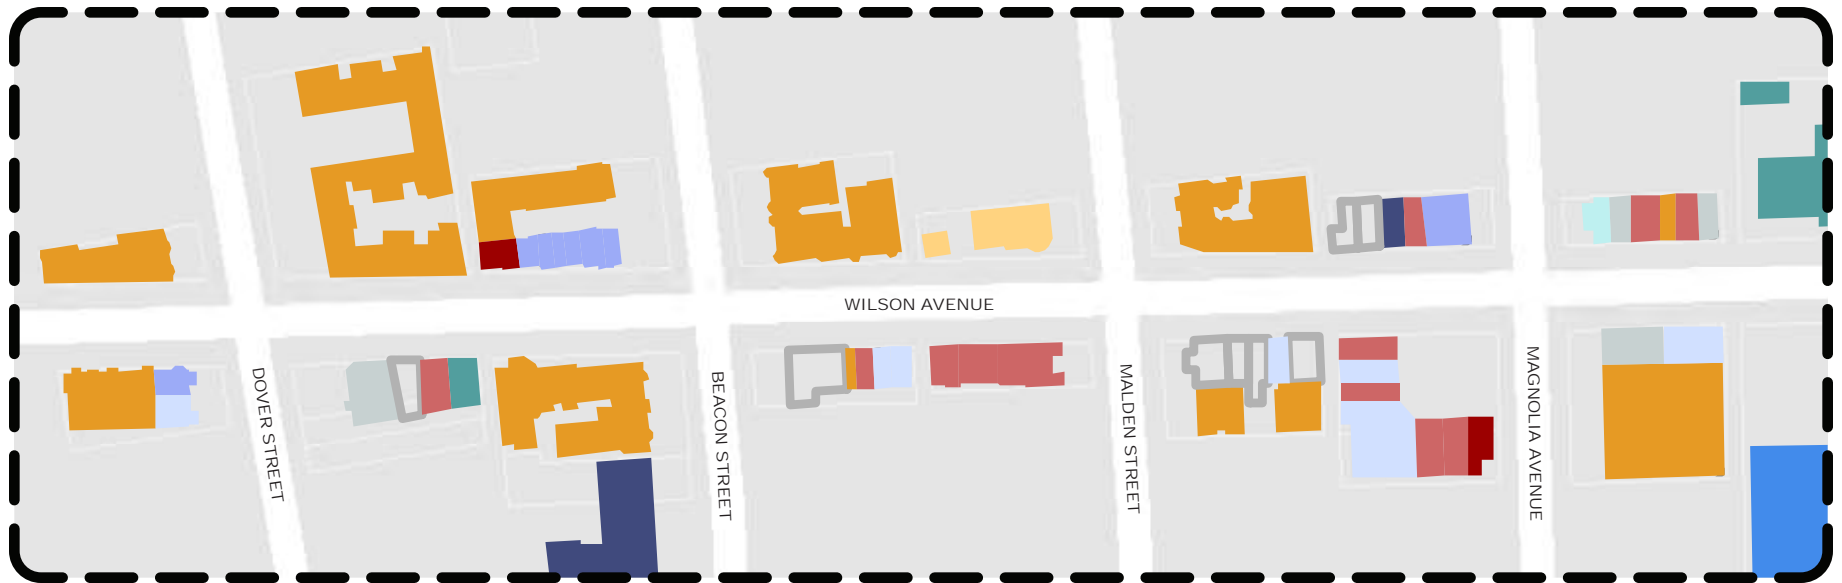 WILSON AVENUE
DOVER STREET
BEACON STREET
MALDEN STREET
MAGNOLIA AVENUE